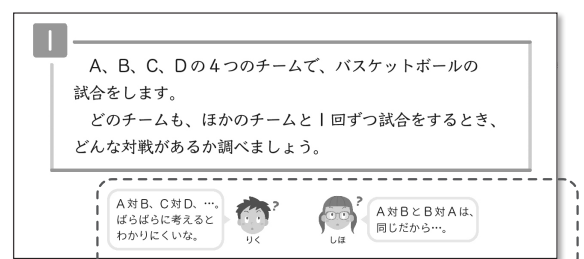 1
A、B、C、Dの4つのチームで、バスケットボールの
試合をします。
どのチームも、ほかのチームと1回ずつ試合をするとき、
どんな対戦があるか調べましょう。
A対B、C対D、…。
ばらばらに考えると
わかりにくいな。
?
りく
?
しほ
A対BとB対Aは、
同じだから…。